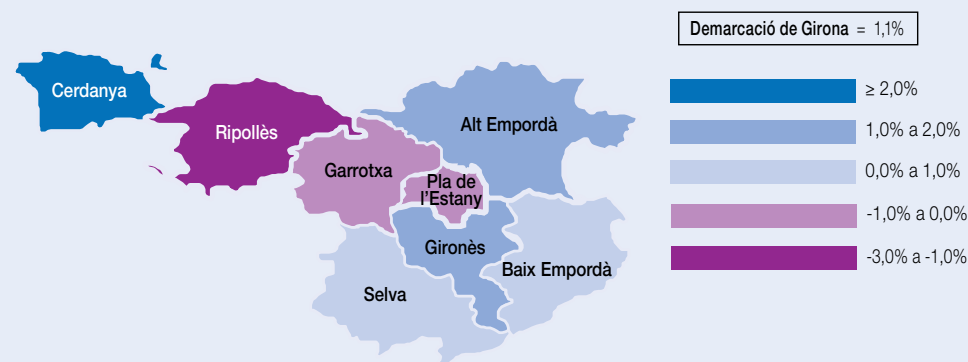 Demarcació de Girona = 1,1%
Cerdanya
Ripollès
Alt Empordà
Garrotxa
Pla de
l'Estany
Gironès
Baix Empordà
Selva
≥ 2,0%
1,0% a 2,0%
0,0% a 1,0%
-1,0% a 0,0%
-3,0% a -1,0%